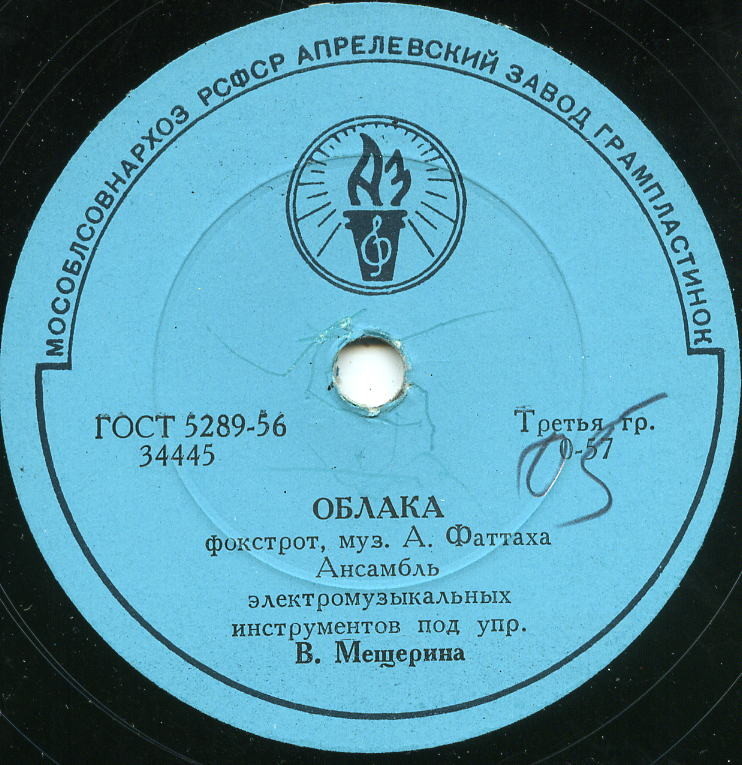 МОСОБЛСОВНАРХОЗ РСФСР АПРЕЛЕВСКИЙ ЗАВОД ГРАМПЛАСТИНОК
АЗ
ГОСТ 5289-56
34445
Третья гр.
0-57
05
ОБЛАКА
фокстрот, муз. А. Фаттаха
Ансамбль
электромузыкальных
инструментов под упр.
В. Мещерина